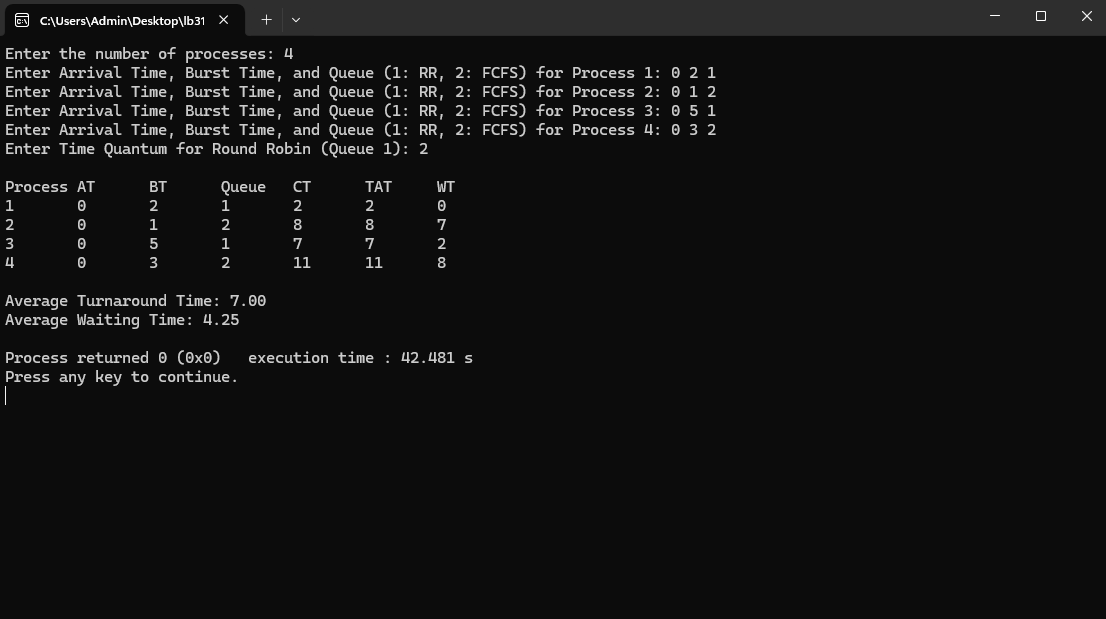 C:\Users\Admin\Desktop\lb31
Enter the number of processes: 4
Enter Arrival Time, Burst Time, and Queue (1: RR, 2: FCFS) for Process 1: 0 2 1
Enter Arrival Time, Burst Time, and Queue (1: RR, 2: FCFS) for Process 2: 0 1 2
Enter Arrival Time, Burst Time, and Queue (1: RR, 2: FCFS) for Process 3: 0 5 1
Enter Arrival Time, Burst Time, and Queue (1: RR, 2: FCFS) for Process 4: 0 3 2
Enter Time Quantum for Round Robin (Queue 1): 2
Process AT BT Queue CT TAT WT
1 0 2 1 2 2 0
2 0 1 2 8 8 7
3 0 5 1 7 7 2
4 0 3 2 11 11 8
Average Turnaround Time: 7.00
Average Waiting Time: 4.25
Process returned 0 (0x0)   execution time : 42.481 s
Press any key to continue.